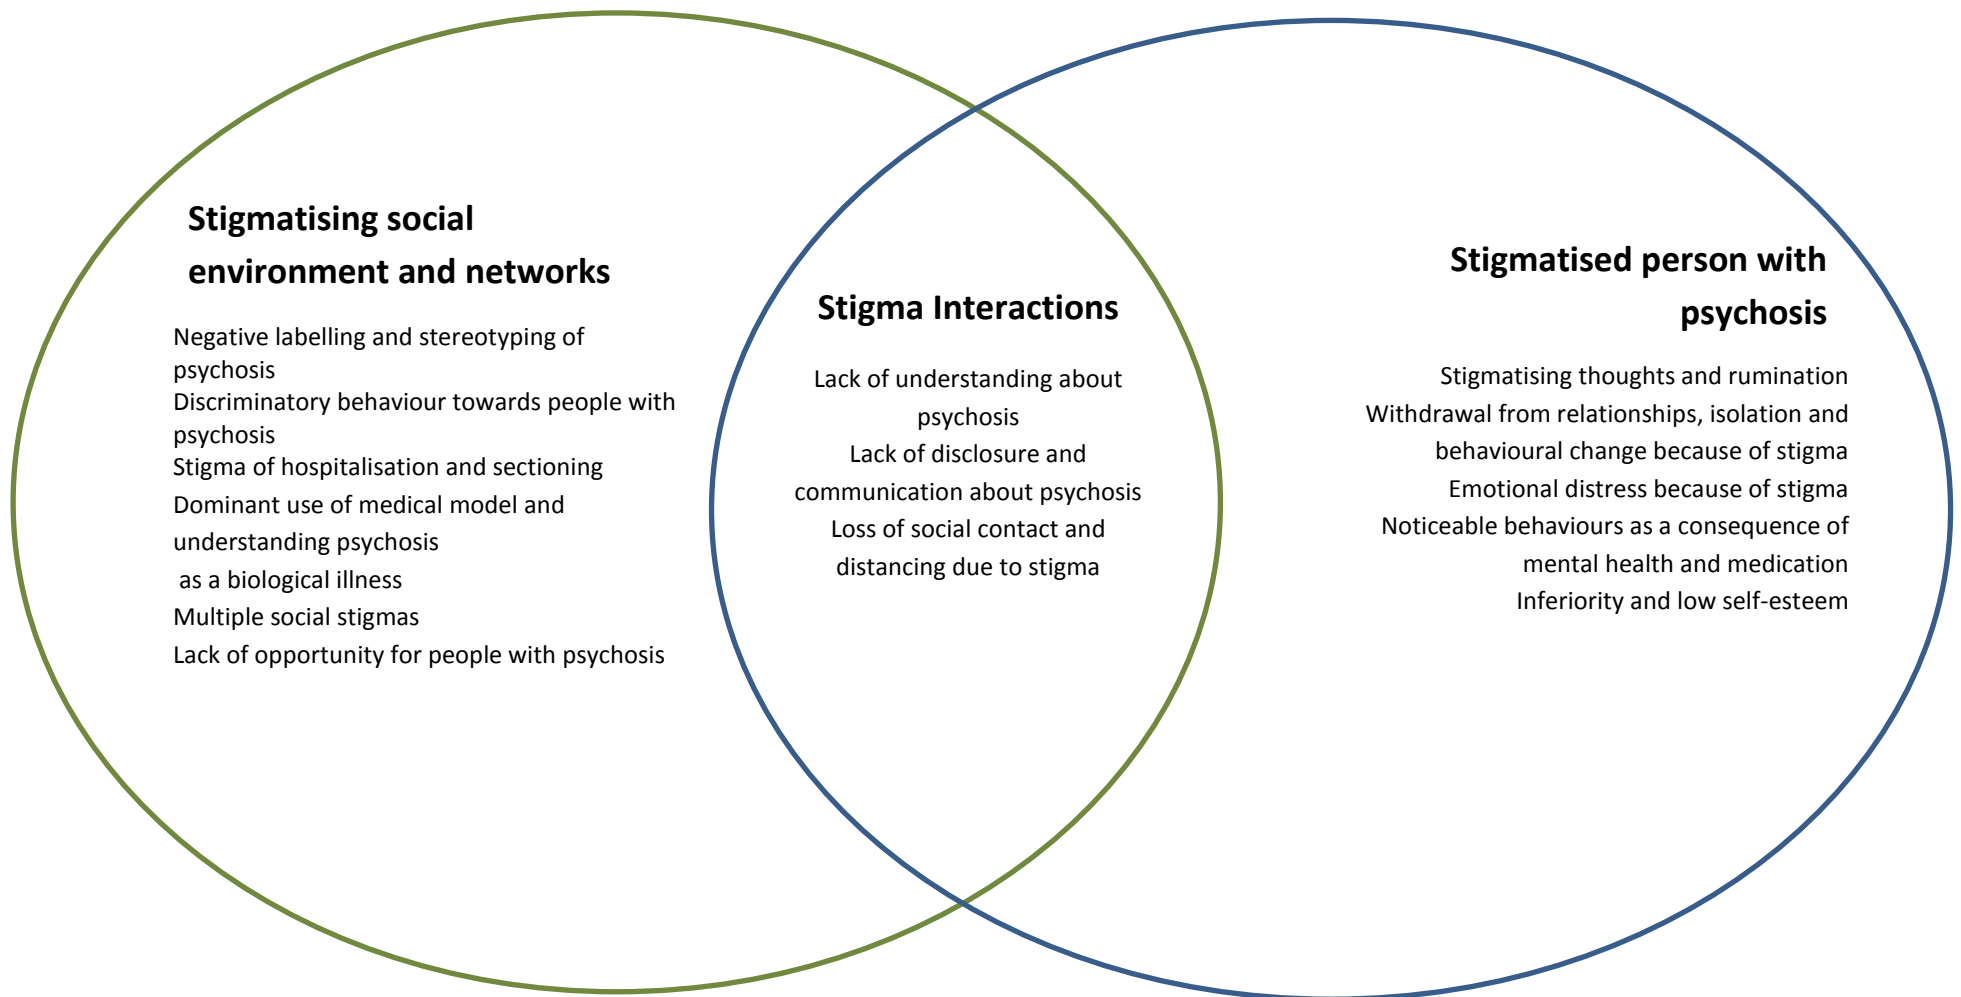 Stigmatising social
environment and networks
Negative labelling and stereotyping of
psychosis
Discriminatory behaviour towards people with
psychosis
Stigma of hospitalisation and sectioning
Dominant use of medical model and
understanding psychosis
as a biological illness
Multiple social stigmas
Lack of opportunity for people with psychosis
Stigma Interactions
Lack of understanding about
psychosis
Lack of disclosure and
communication about psychosis
Loss of social contact and
distancing due to stigma
Stigmatised person with
psychosis
Stigmatising thoughts and rumination
Withdrawal from relationships, isolation and
behavioural change because of stigma
Emotional distress because of stigma
Noticeable behaviours as a consequence of
mental health and medication
Inferiority and low self-esteem